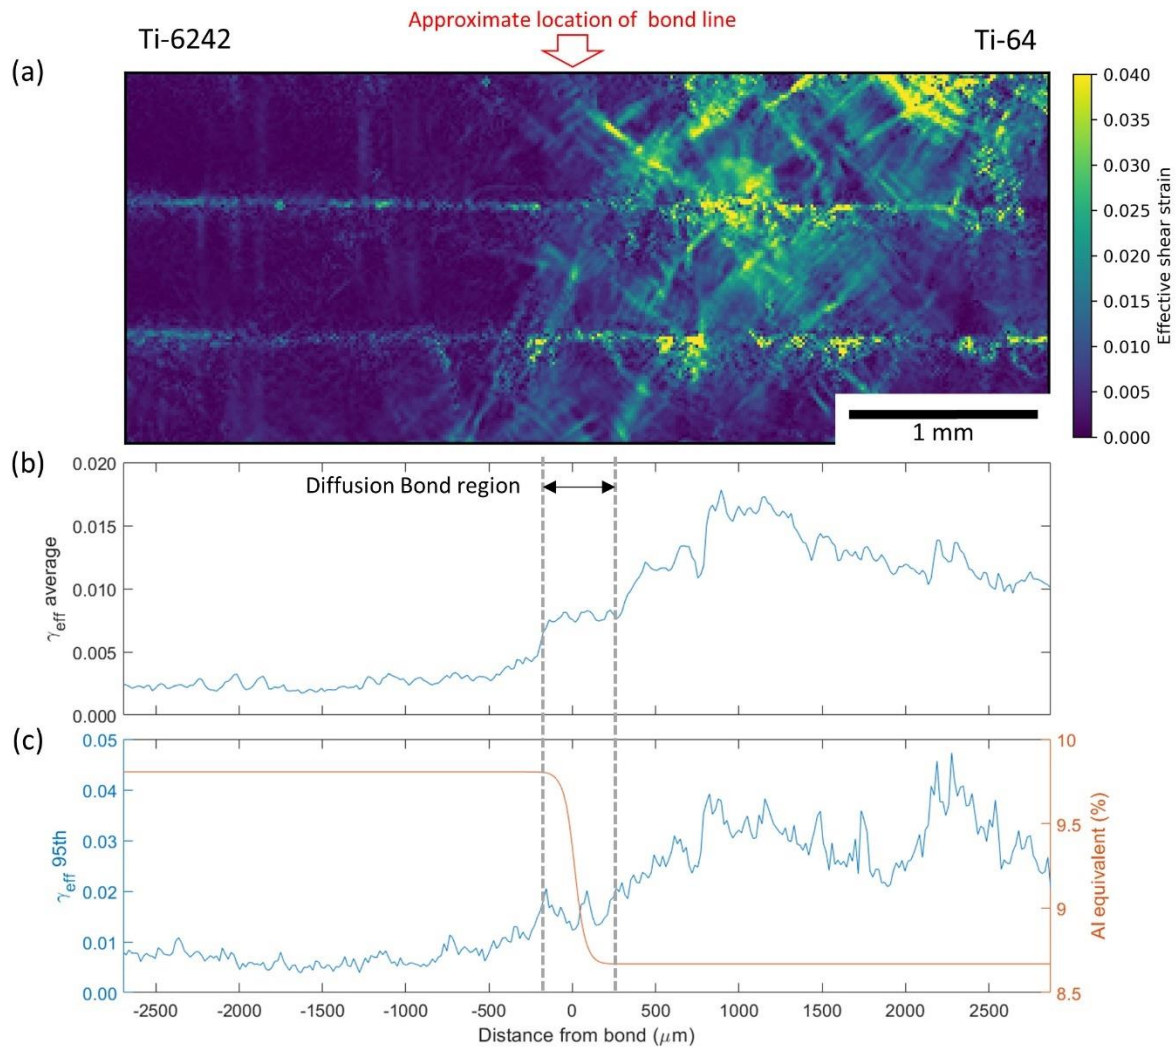 Approximate location of bond line
Ti-6242
Ti-64
(a)
0.040
0.035
0.030
0.025
0.020
0.015
0.010
0.005
0.000
Effective shear strain
1 mm
(b)
0.020
0.015
0.010
0.005
0.000
γeff average
Diffusion Bond region
(c)
0.05
0.04
0.03
0.02
0.01
0.00
γeff 95th
10
9.5
9
8.5
Al equivalent (%)
-2500 -2000 -1500 -1000 -500 0 500 1000 1500 2000 2500
Distance from bond (μm)